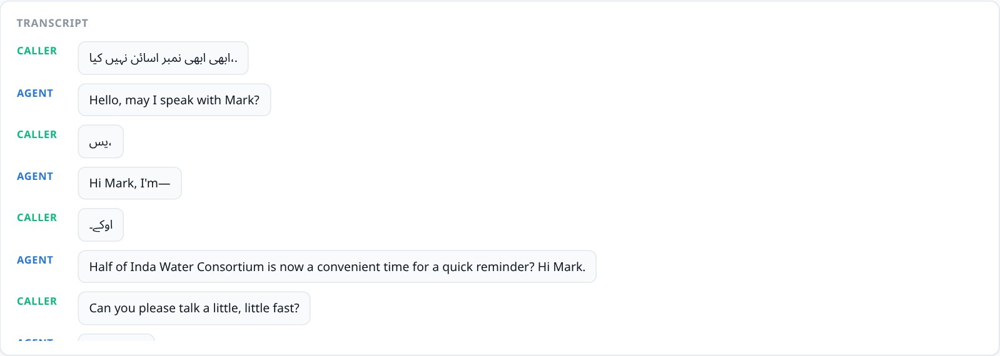 TRANSCRIPT
CALLER
ابھی ابھی نمبر اسائن نہیں کیا،.
AGENT
Hello, may I speak with Mark?
CALLER
یس،
AGENT
Hi Mark, I'm—
CALLER
اوکے۔
AGENT
Half of Inda Water Consortium is now a convenient time for a quick reminder? Hi Mark.
CALLER
Can you please talk a little, little fast?
AGENT